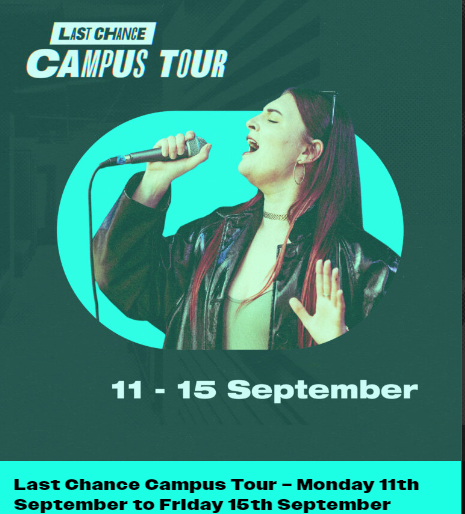 LAST CHANCE
CAMPUS TOUR
11 - 15 September
Last Chance Campus Tour – Monday 11th
September to Friday 15th September